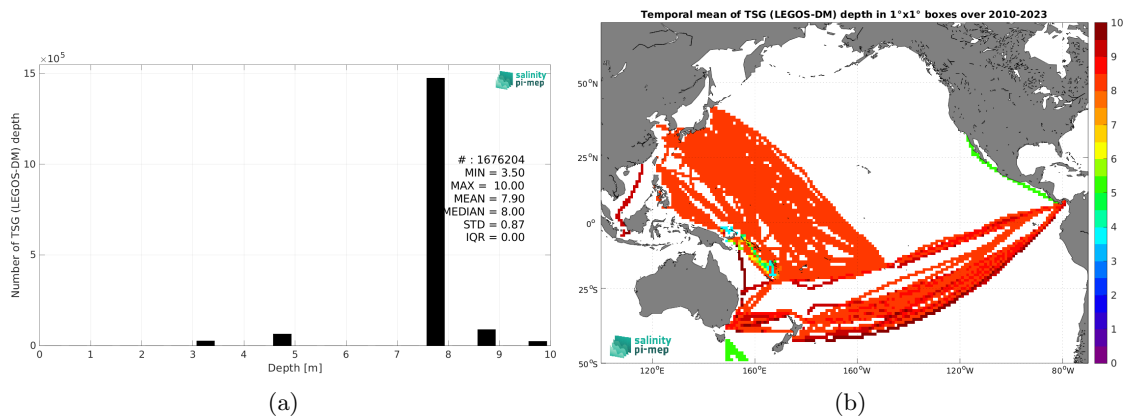 ×10⁵
15
10
5
0
Number of TSG (LEGOS-DM) depth
salinity
pi-mep
# : 1676204
MIN = 3.50
MAX = 10.00
MEAN = 7.90
MEDIAN = 8.00
STD = 0.87
IQR = 0.00
0 1 2 3 4 5 6 7 8 9 10
Depth [m]
(a)
Temporal mean of TSG (LEGOS-DM) depth in 1°x1° boxes over 2010-2023
50°N
25°N
0°
25°S
50°S
120°E 160°E 160°W 120°W 80°W
salinity
pi-mep
10
9
8
7
6
5
4
3
2
1
0
(b)